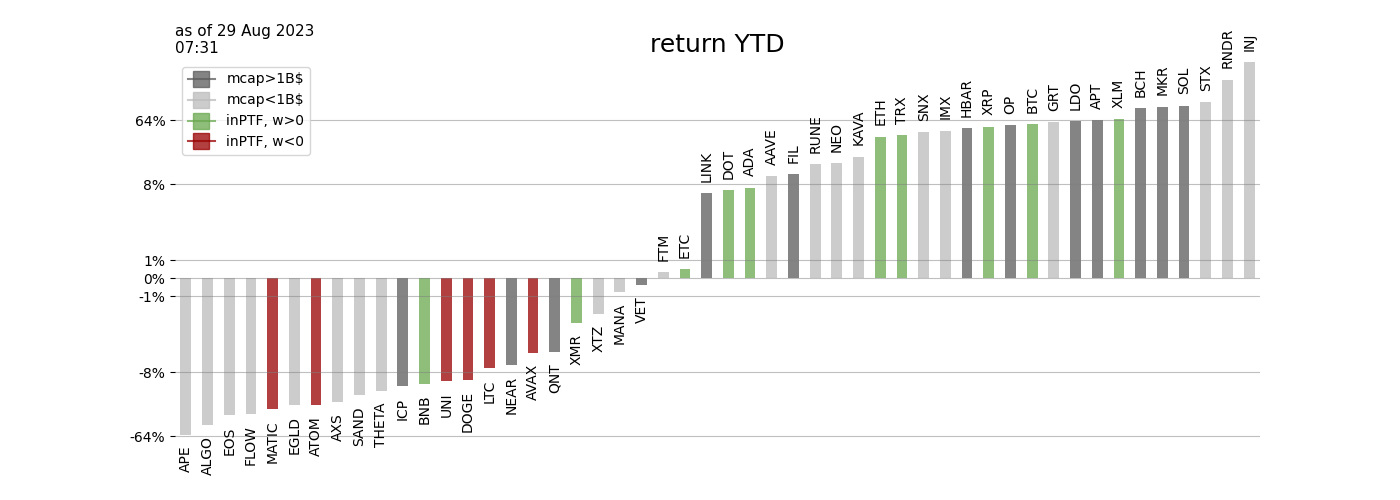 as of 29 Aug 2023
07:31
return YTD
mcap>1B$
mcap<1B$
inPTF, w>0
inPTF, w<0
64%
8%
1%
0%
-1%
-8%
-64%
APE
ALGO
EOS
FLOW
MATIC
EGLD
ATOM
AXS
SAND
THETA
ICP
BNB
UNI
DOGE
LTC
NEAR
AVAX
QNT
XMR
XTZ
MANA
VET
FTM
ETC
LINK
DOT
ADA
AAVE
FIL
RUNE
NEO
KAVA
ETH
TRX
SNX
IMX
HBAR
XRP
OP
BTC
GRT
LDO
APT
XLM
BCH
MKR
SOL
STX
RNDR
INJ